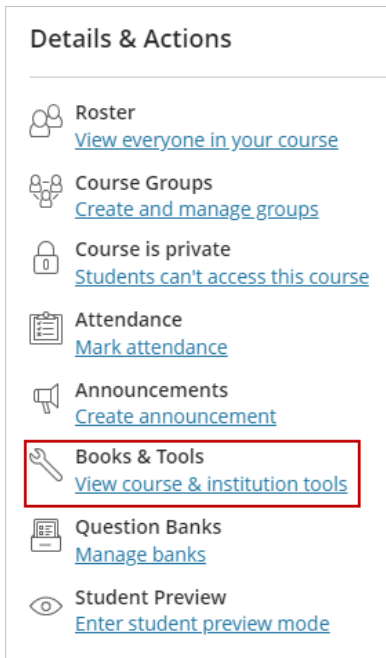 Details & Actions
Roster
View everyone in your course
Course Groups
Create and manage groups
Course is private
Students can't access this course
Attendance
Mark attendance
Announcements
Create announcement
Books & Tools
View course & institution tools
Question Banks
Manage banks
Student Preview
Enter student preview mode